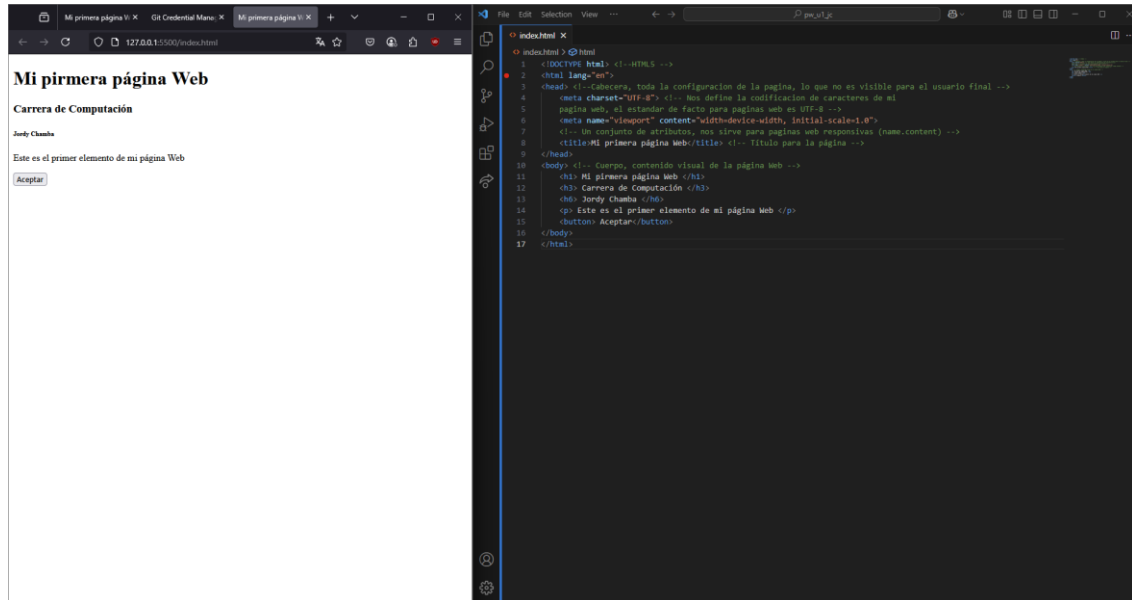 Mi primera página W
Git Credential Mana
Mi primera página W
127.0.0.1:5500/index.html
Mi pirmera página Web
Carrera de Computación
Jordy Chamba
Este es el primer elemento de mi página Web
Aceptar
File Edit Selection View ···
pw_u1_jc
index.html
index.html > html
1 <!DOCTYPE html> <!--HTML5 -->
2 <html lang="en">
3 <head> <!--Cabecera, toda la configuracion de la pagina, lo que no es visible para el usuario final -->
4 <meta charset="UTF-8"> <!-- Nos define la codificacion de caracteres de mi
5 pagina web, el estandar de facto para paginas web es UTF-8 -->
6 <meta name="viewport" content="width=device-width, initial-scale=1.0">
7 <!-- Un conjunto de atributos, nos sirve para paginas web responsivas (name.content) -->
8 <title>Mi primera página Web</title> <!-- Título para la página -->
9 </head>
10 <body> <!-- Cuerpo, contenido visual de la página Web -->
11 <h1> Mi pirmera página Web </h1>
12 <h3> Carrera de Computación </h3>
13 <h6> Jordy Chamba </h6>
14 <p> Este es el primer elemento de mi página Web </p>
15 <button> Aceptar</button>
16 </body>
17 </html>